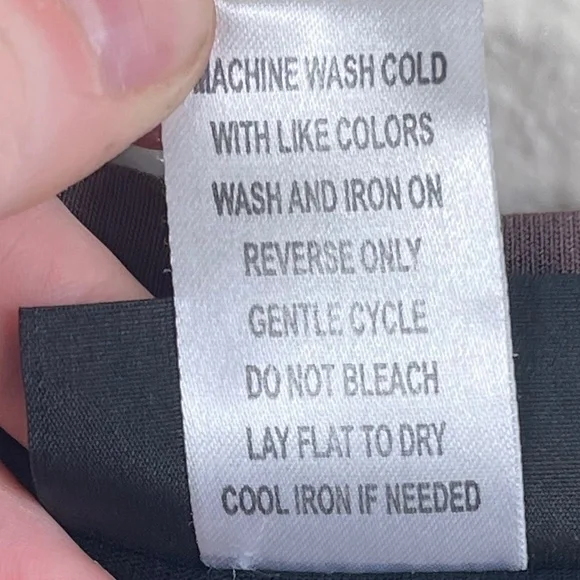 MACHINE WASH COLD
WITH LIKE COLORS
WASH AND IRON ON
REVERSE ONLY
GENTLE CYCLE
DO NOT BLEACH
LAY FLAT TO DRY
COOL IRON IF NEEDED